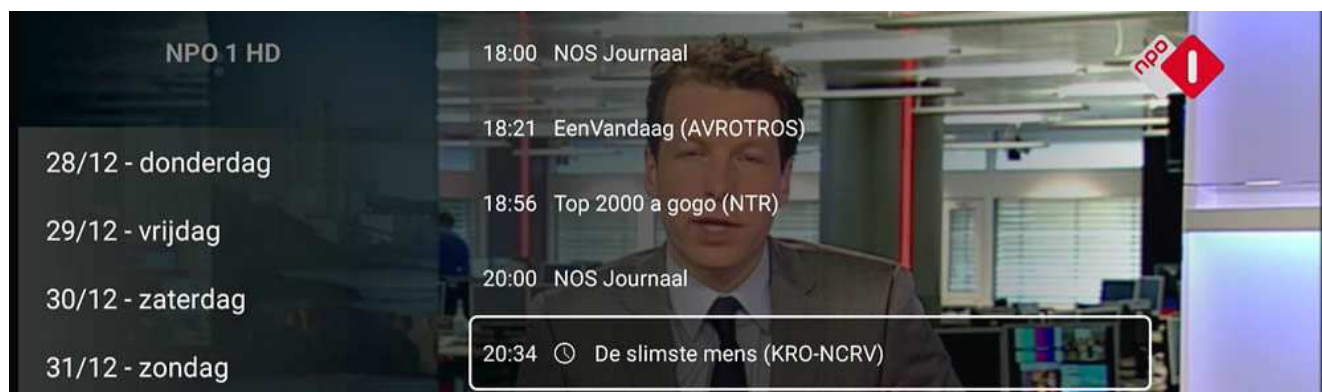 NPO 1 HD
28/12 - donderdag
29/12 - vrijdag
30/12 - zaterdag
31/12 - zondag
18:00 NOS Journaal
18:21 EenVandaag (AVROTROS)
18:56 Top 2000 a gogo (NTR)
20:00 NOS Journaal
20:34 De slimste mens (KRO-NCRV)
npo
1